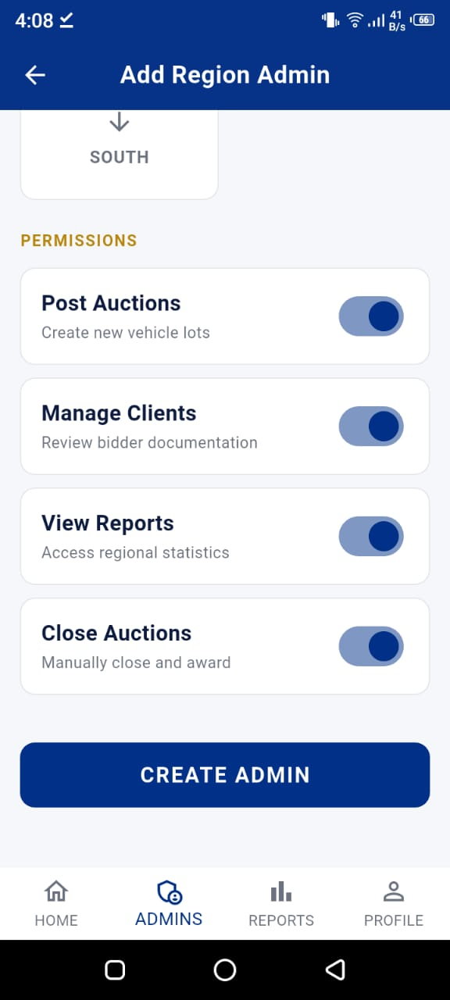 4:08
41
B/s
66
Add Region Admin
SOUTH
PERMISSIONS
Post Auctions
Create new vehicle lots
Manage Clients
Review bidder documentation
View Reports
Access regional statistics
Close Auctions
Manually close and award
CREATE ADMIN
HOME
ADMINS
REPORTS
PROFILE